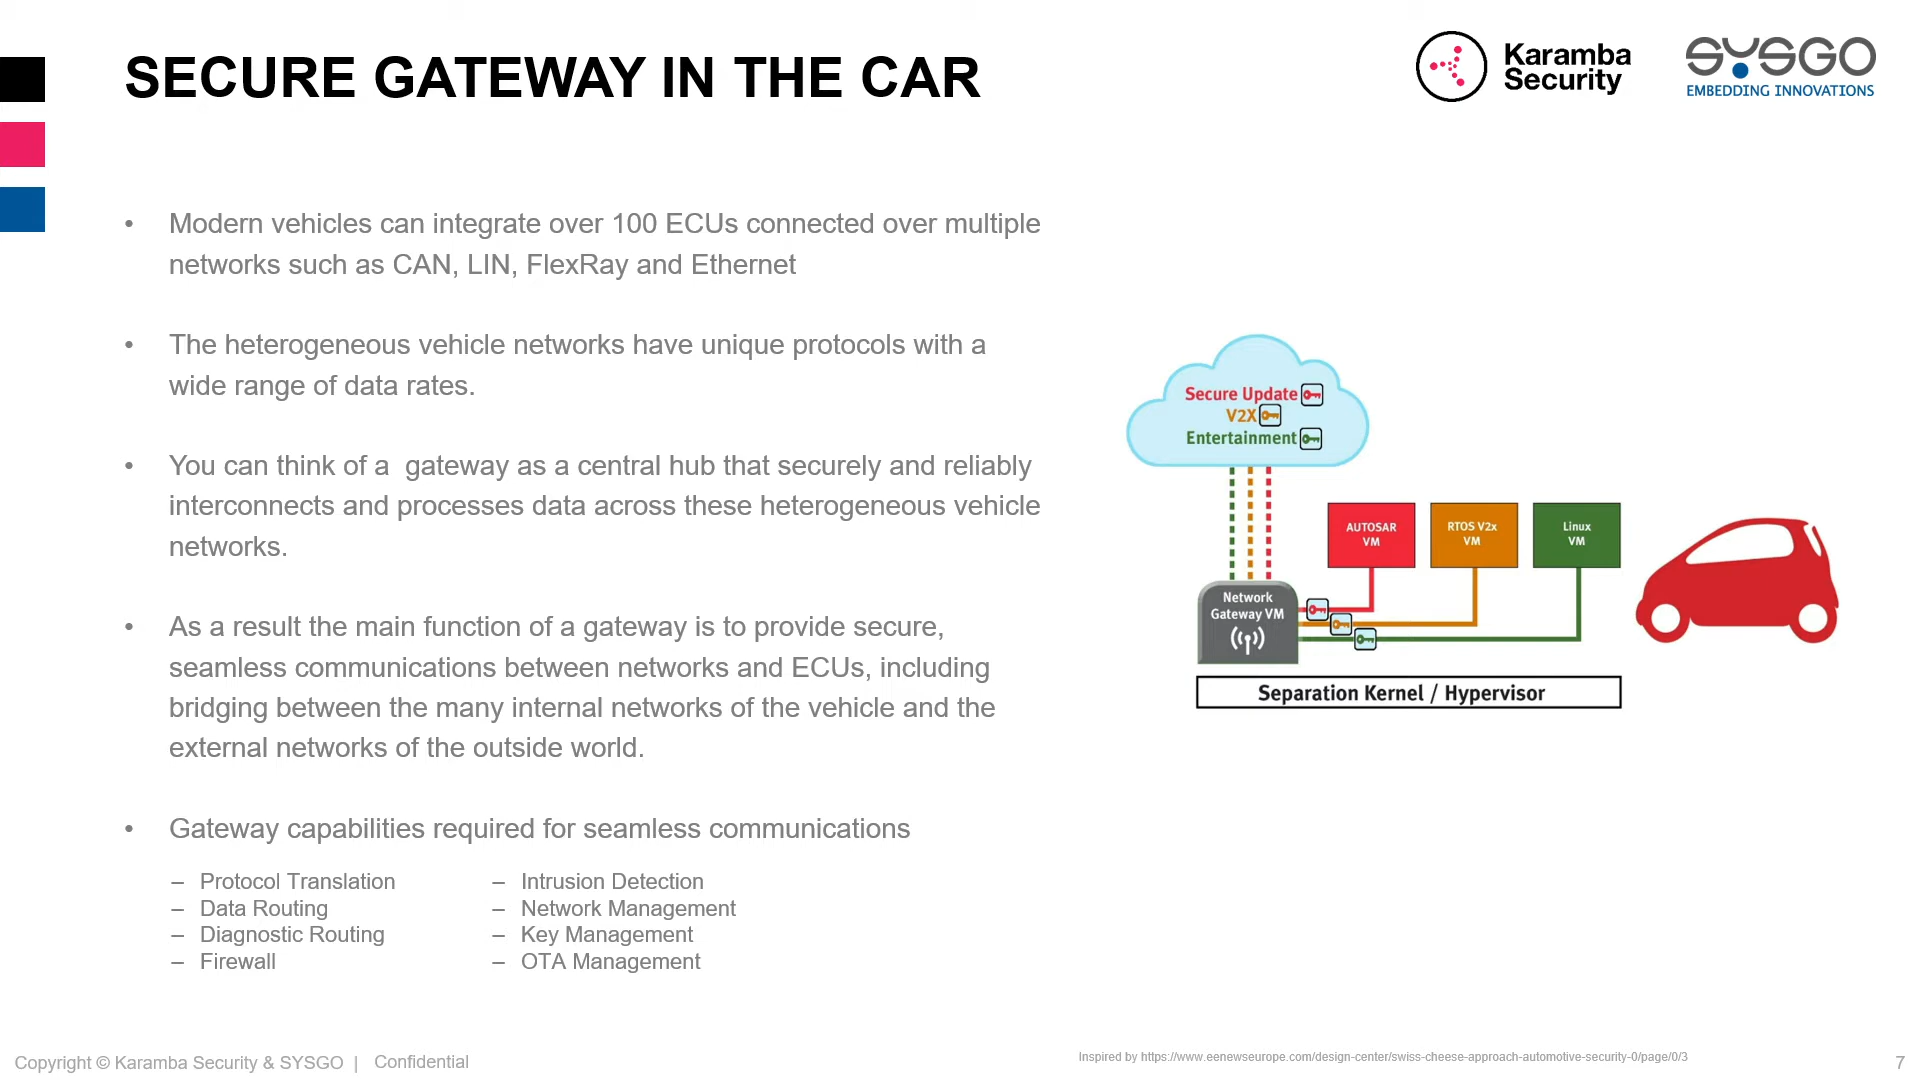 SECURE GATEWAY IN THE CAR
Karamba
Security
SYSGO
EMBEDDING INNOVATIONS
• Modern vehicles can integrate over 100 ECUs connected over multiple
networks such as CAN, LIN, FlexRay and Ethernet
• The heterogeneous vehicle networks have unique protocols with a
wide range of data rates.
• You can think of a  gateway as a central hub that securely and reliably
interconnects and processes data across these heterogeneous vehicle
networks.
• As a result the main function of a gateway is to provide secure,
seamless communications between networks and ECUs, including
bridging between the many internal networks of the vehicle and the
external networks of the outside world.
• Gateway capabilities required for seamless communications
– Protocol Translation
– Data Routing
– Diagnostic Routing
– Firewall
– Intrusion Detection
– Network Management
– Key Management
– OTA Management
Secure Update
V2X
Entertainment
AUTOSAR
VM
RTOS V2x
VM
Linux
VM
Network
Gateway VM
Separation Kernel / Hypervisor
Copyright © Karamba Security & SYSGO | Confidential
Inspired by https://www.eenewseurope.com/design-center/swiss-cheese-approach-automotive-security-0/page/0/3
7